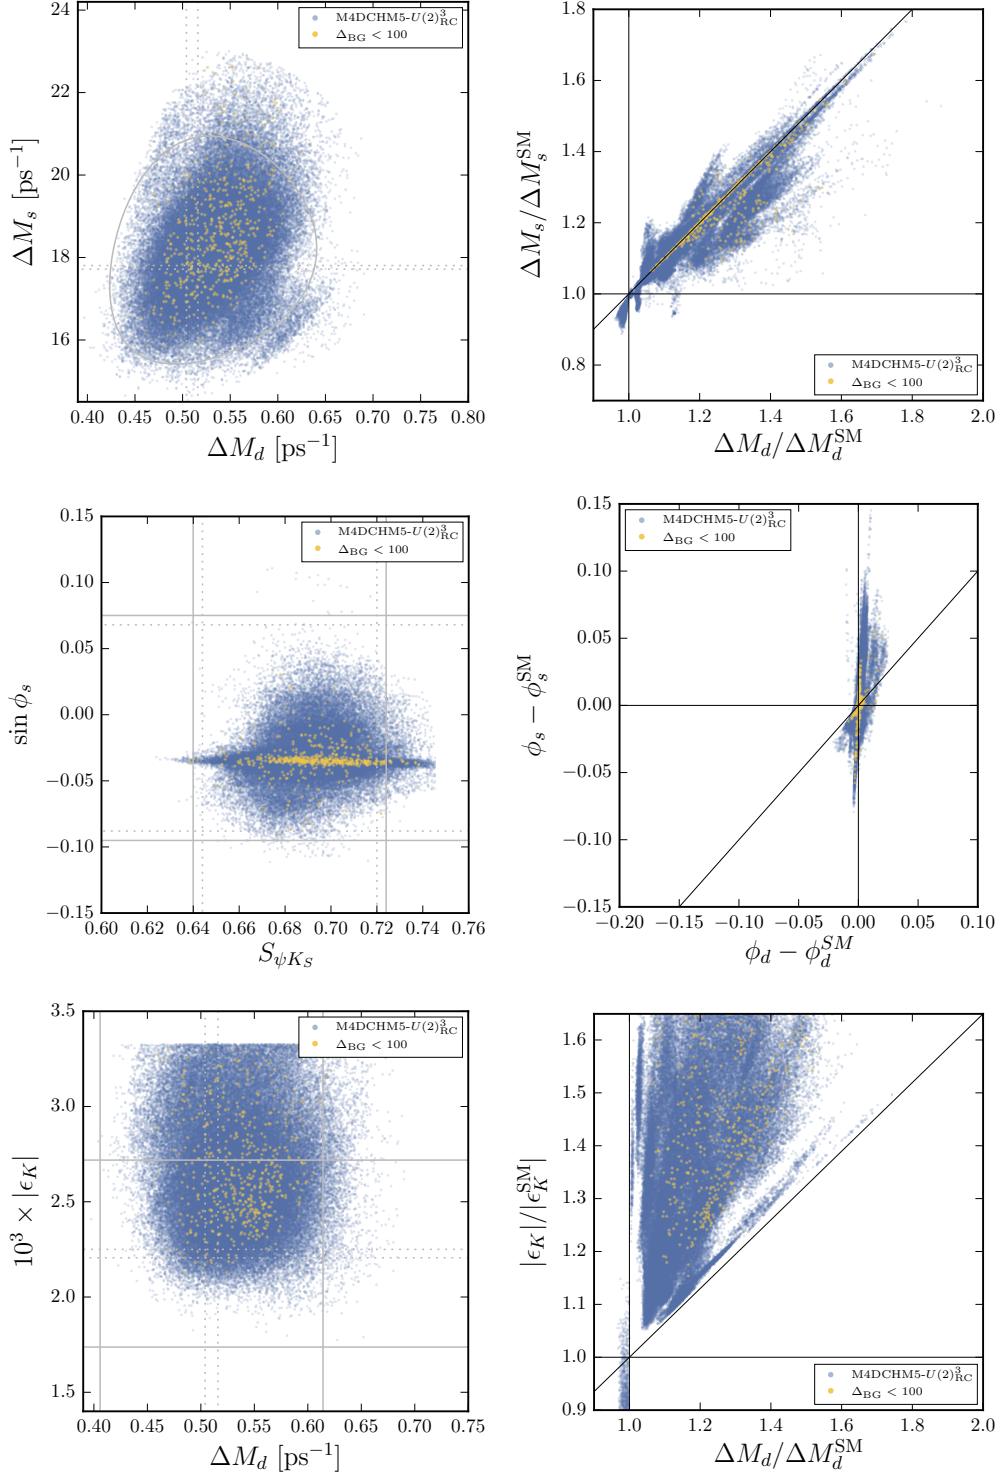 24
22
20
18
16
0.40 0.45 0.50 0.55 0.60 0.65 0.70 0.75 0.80
ΔM_d [ps⁻¹]
ΔM_s [ps⁻¹]
M4DCHM5-U(2)³_RC
Δ_BG < 100
1.8
1.6
1.4
1.2
1.0
0.8
1.0 1.2 1.4 1.6 1.8 2.0
ΔM_d/ΔM_d^SM
ΔM_s/ΔM_s^SM
M4DCHM5-U(2)³_RC
Δ_BG < 100
0.15
0.10
0.05
0.00
−0.05
−0.10
−0.15
0.60 0.62 0.64 0.66 0.68 0.70 0.72 0.74 0.76
S_ψK_S
sin φ_s
M4DCHM5-U(2)³_RC
Δ_BG < 100
0.15
0.10
0.05
0.00
−0.05
−0.10
−0.15
−0.20 −0.15 −0.10 −0.05 0.00 0.05 0.10
φ_d − φ_d^SM
φ_s − φ_s^SM
M4DCHM5-U(2)³_RC
Δ_BG < 100
3.5
3.0
2.5
2.0
1.5
0.40 0.45 0.50 0.55 0.60 0.65 0.70 0.75
ΔM_d [ps⁻¹]
10³ × |ϵ_K|
M4DCHM5-U(2)³_RC
Δ_BG < 100
1.6
1.5
1.4
1.3
1.2
1.1
1.0
0.9
1.0 1.2 1.4 1.6 1.8 2.0
ΔM_d/ΔM_d^SM
|ϵ_K|/|ϵ_K^SM|
M4DCHM5-U(2)³_RC
Δ_BG < 100